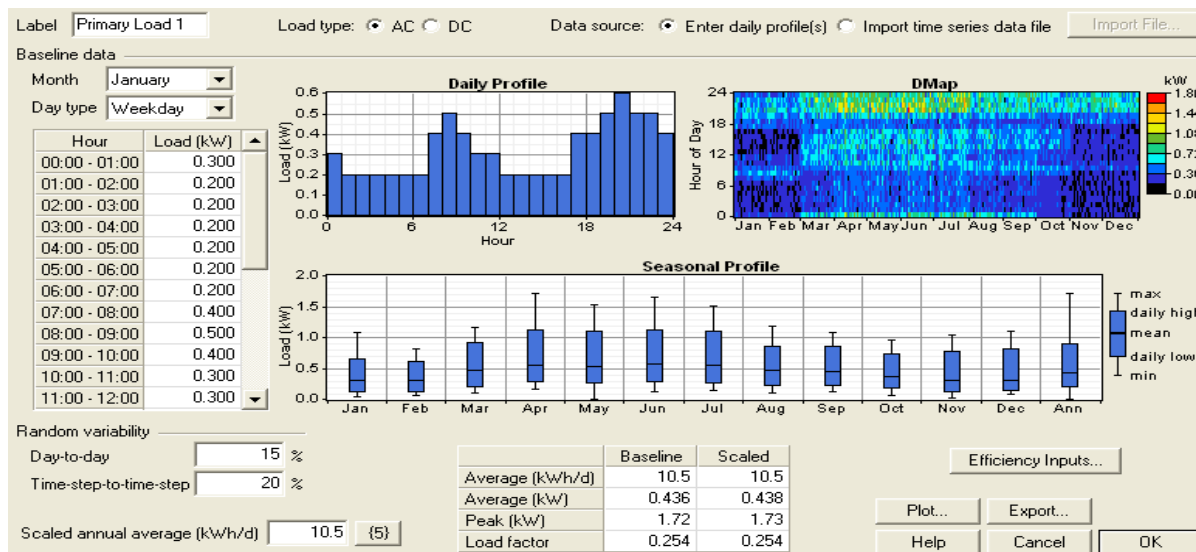 Label Primary Load 1 Load type: AC DC Data source: Enter daily profile(s) Import time series data file Import File...
Baseline data
Month January
Day type Weekday
Hour Load (kW)
00:00 - 01:00 0.300
01:00 - 02:00 0.200
02:00 - 03:00 0.200
03:00 - 04:00 0.200
04:00 - 05:00 0.200
05:00 - 06:00 0.200
06:00 - 07:00 0.200
07:00 - 08:00 0.400
08:00 - 09:00 0.500
09:00 - 10:00 0.400
10:00 - 11:00 0.300
11:00 - 12:00 0.300
Daily Profile
Load (kW)
0.6
0.5
0.4
0.3
0.2
0.1
0.0
0 6 12 18 24
Hour
DMap
Hour of Day
24
18
12
6
0
Jan Feb Mar Apr May Jun Jul Aug Sep Oct Nov Dec
kW
Seasonal Profile
Load (kW)
2.0
1.5
1.0
0.5
0.0
Jan Feb Mar Apr May Jun Jul Aug Sep Oct Nov Dec Ann
max
daily high
mean
daily low
min
Random variability
Day-to-day 15 %
Time-step-to-time-step 20 %
Scaled annual average (kWh/d) 10.5 {5}
Baseline Scaled
Average (kWh/d) 10.5 10.5
Average (kW) 0.436 0.438
Peak (kW) 1.72 1.73
Load factor 0.254 0.254
Efficiency Inputs...
Plot... Export...
Help Cancel OK